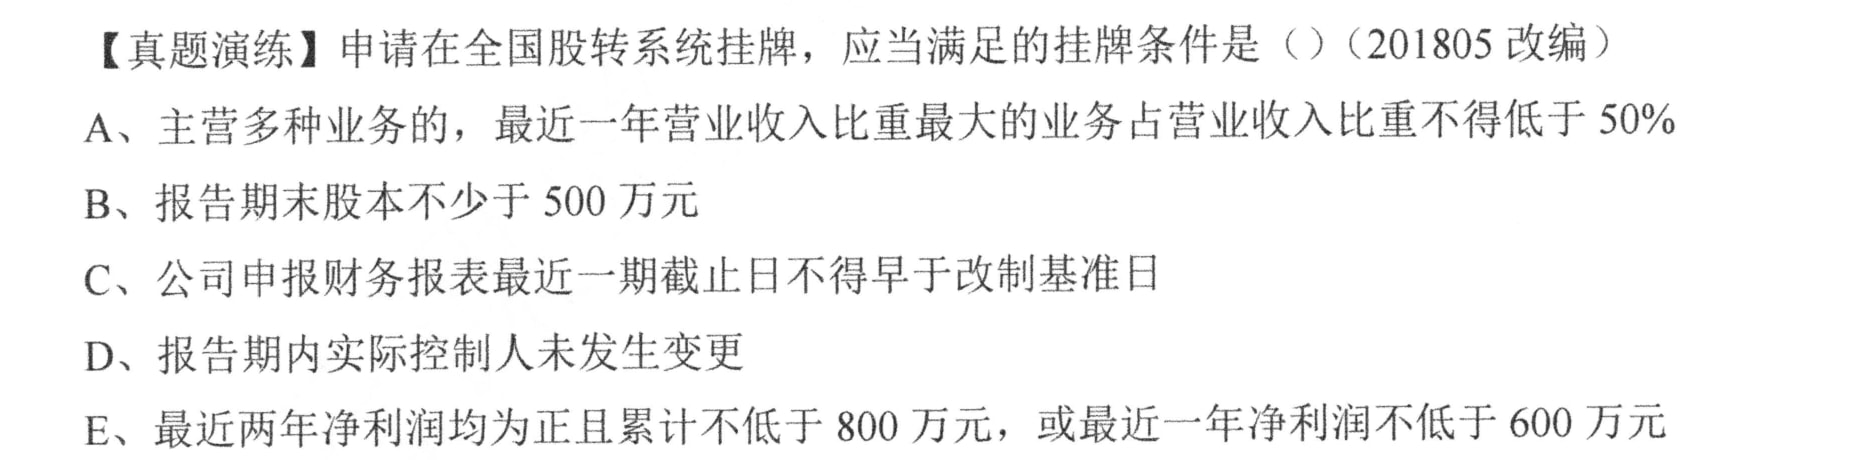 【真题演练】申请在全国股转系统挂牌，应当满足的挂牌条件是（）（201805 改编）
A、主营多种业务的，最近一年营业收入比重最大的业务占营业收入比重不得低于 50%
B、报告期末股本不少于 500 万元
C、公司申报财务报表最近一期截止日不得早于改制基准日
D、报告期内实际控制人未发生变更
E、最近两年净利润均为正且累计不低于 800 万元，或最近一年净利润不低于 600 万元